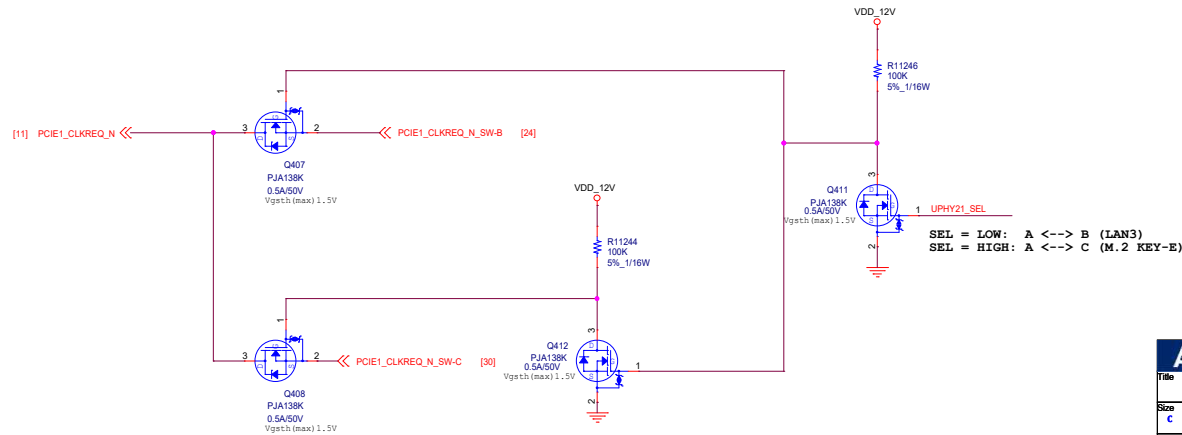 VDD_12V
R11246
100K
5%_1/16W
1
[11] PCIE1_CLKREQ_N
3
D
G
S
2
PCIE1_CLKREQ_N_SW-B [24]
Q407
PJA138K
0.5A/50V
Vgsth(max)1.5V
3
Q411
PJA138K
0.5A/50V
Vgsth(max)1.5V
D
G
S
1
UPHY21_SEL
2
SEL = LOW: A <--> B (LAN3)
SEL = HIGH: A <--> C (M.2 KEY-E)
VDD_12V
R11244
100K
5%_1/16W
1
3
D
G
S
2
PCIE1_CLKREQ_N_SW-C [30]
Q408
PJA138K
0.5A/50V
Vgsth(max)1.5V
3
Q412
PJA138K
0.5A/50V
Vgsth(max)1.5V
D
G
S
1
2
A
Title
Size
C